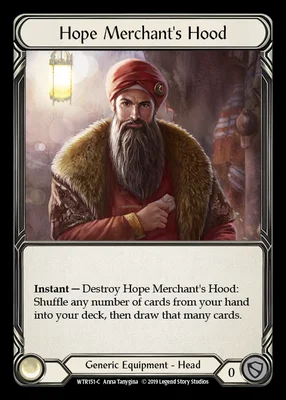 Hope Merchant's Hood
Instant — Destroy Hope Merchant's Hood:
Shuffle any number of cards from your hand
into your deck, then draw that many cards.
Generic Equipment - Head
0
WTR151-C Anna Tanygina © 2019 Legend Story Studios